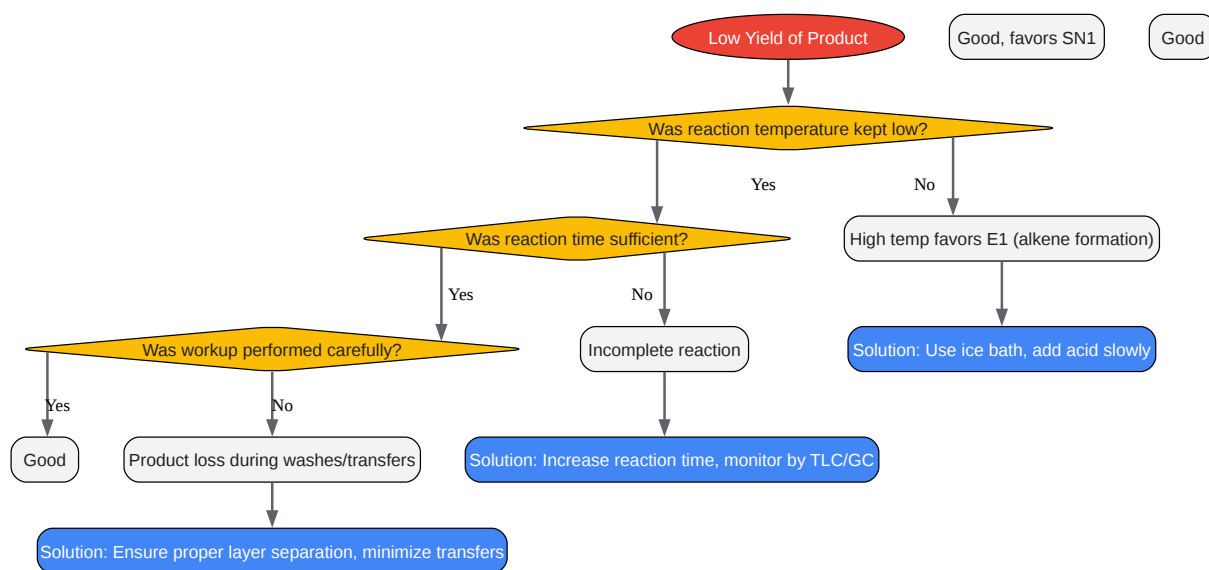 Low Yield of Product
Good, favors SN1
Good
Was reaction temperature kept low?
Yes
No
Was reaction time sufficient?
High temp favors E1 (alkene formation)
Yes
No
Was workup performed carefully?
Incomplete reaction
Solution: Use ice bath, add acid slowly
Yes
No
Good
Product loss during washes/transfers
Solution: Increase reaction time, monitor by TLC/GC
Solution: Ensure proper layer separation, minimize transfers